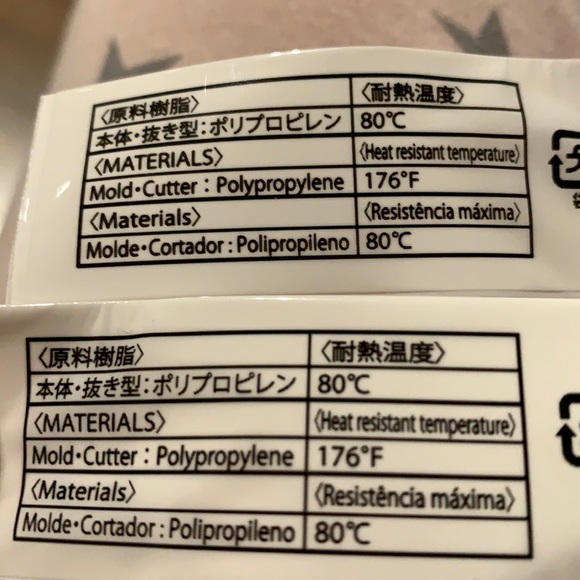 〈原料樹脂〉 〈耐熱温度〉
本体・抜き型:ポリプロピレン 80℃
〈MATERIALS〉 〈Heat resistant temperature〉
Mold・Cutter : Polypropylene 176°F
〈Materials〉 〈Resistência máxima〉
Molde・Cortador : Polipropileno 80℃
〈原料樹脂〉 〈耐熱温度〉
本体・抜き型:ポリプロピレン 80℃
〈MATERIALS〉 〈Heat resistant temperature〉
Mold・Cutter : Polypropylene 176°F
〈Materials〉 〈Resistência máxima〉
Molde・Cortador : Polipropileno 80℃